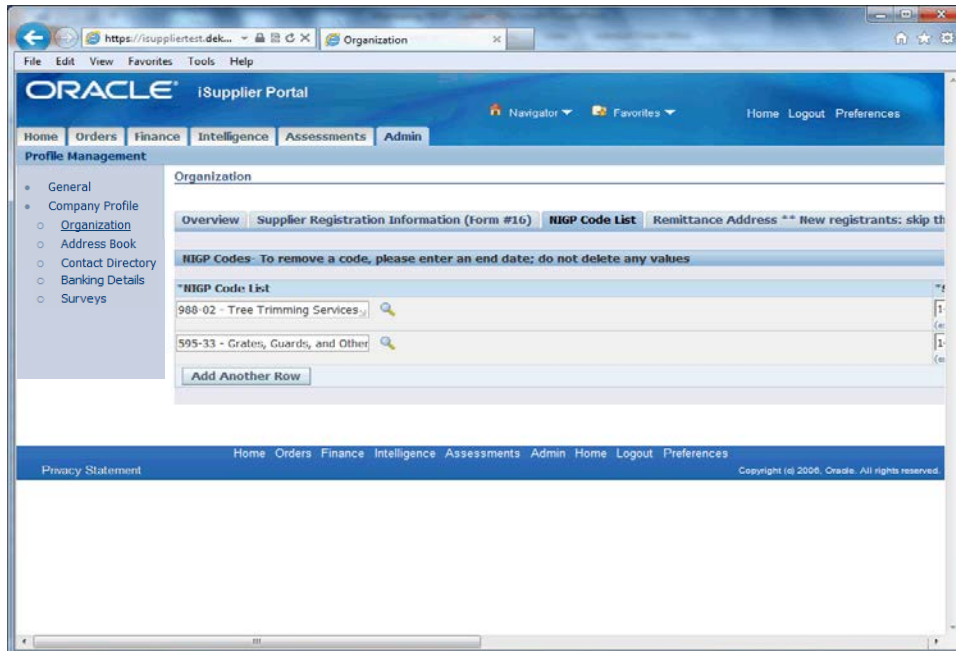 https://isuppliertest.dek...
Organization
File Edit View Favorites Tools Help
ORACLE® iSupplier Portal
Navigator Favorites Home Logout Preferences
Home Orders Finance Intelligence Assessments Admin
Profile Management
General
Company Profile
Organization
Address Book
Contact Directory
Banking Details
Surveys
Organization
Overview Supplier Registration Information (Form #16) NIGP Code List Remittance Address ** New registrants: skip th
NIGP Codes- To remove a code, please enter an end date; do not delete any values
*NIGP Code List
988-02 - Tree Trimming Services
595-33 - Grates, Guards, and Other
Add Another Row
Home Orders Finance Intelligence Assessments Admin Home Logout Preferences
Privacy Statement
Copyright (c) 2006, Oracle. All rights reserved.